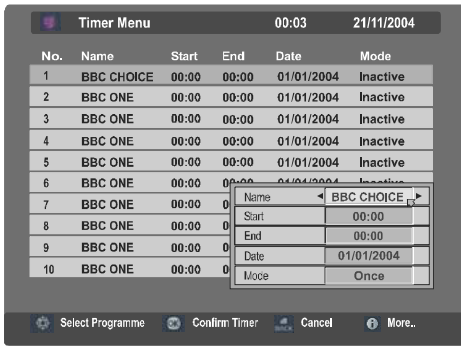 Timer Menu 00:03 21/11/2004
No. Name Start End Date Mode
1 BBC CHOICE 00:00 00:00 01/01/2004 Inactive
2 BBC ONE 00:00 00:00 01/01/2004 Inactive
3 BBC ONE 00:00 00:00 01/01/2004 Inactive
4 BBC ONE 00:00 00:00 01/01/2004 Inactive
5 BBC ONE 00:00 00:00 01/01/2004 Inactive
6 BBC ONE 00:00 00:00 01/01/2004 Inactive
7 BBC ONE 00:00
8 BBC ONE 00:00
9 BBC ONE 00:00
10 BBC ONE 00:00
Name BBC CHOICE
Start 00:00
End 00:00
Date 01/01/2004
Mode Once
Select Programme Confirm Timer BACK Cancel More..